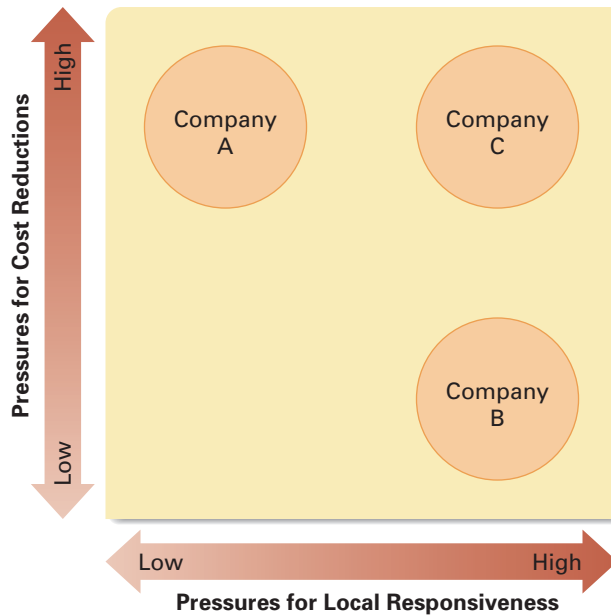 Pressures for Cost Reductions
High
Low
Company
A
Company
C
Company
B
Low
High
Pressures for Local Responsiveness